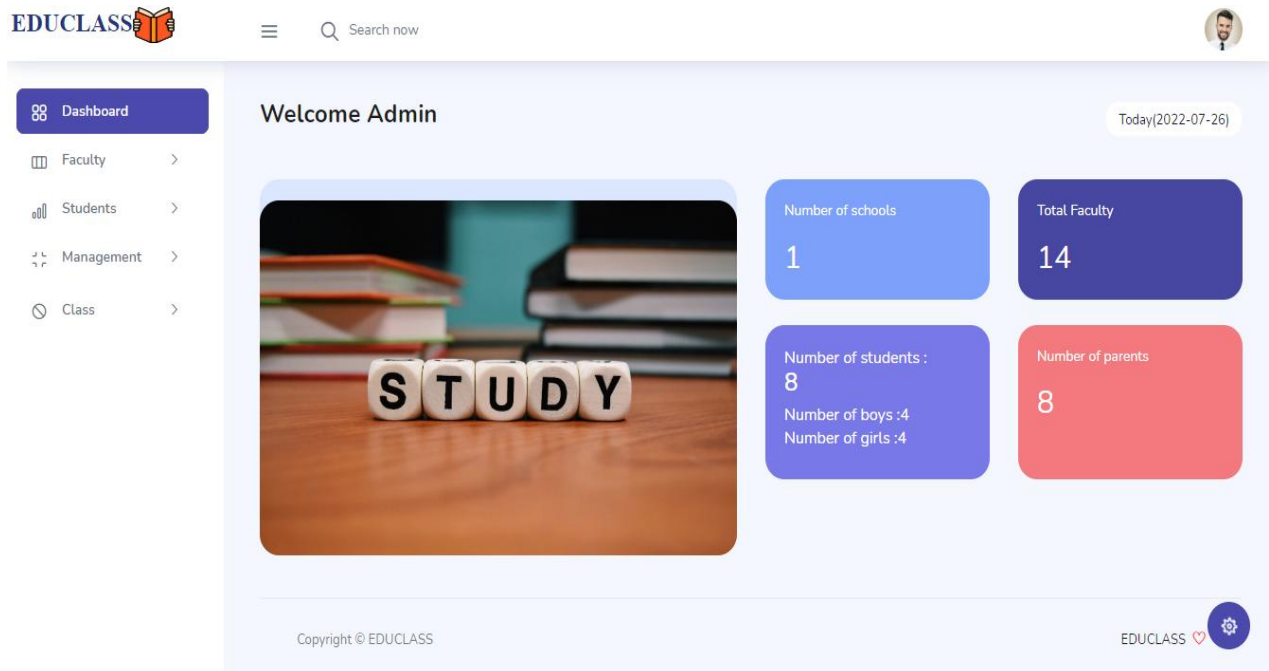 EDUCLASS
Search now
Dashboard
Faculty
Students
Management
Class
Welcome Admin
Today(2022-07-26)
STUDY
Number of schools
1
Total Faculty
14
Number of students :
8
Number of boys :4
Number of girls :4
Number of parents
8
Copyright © EDUCLASS
EDUCLASS ♡